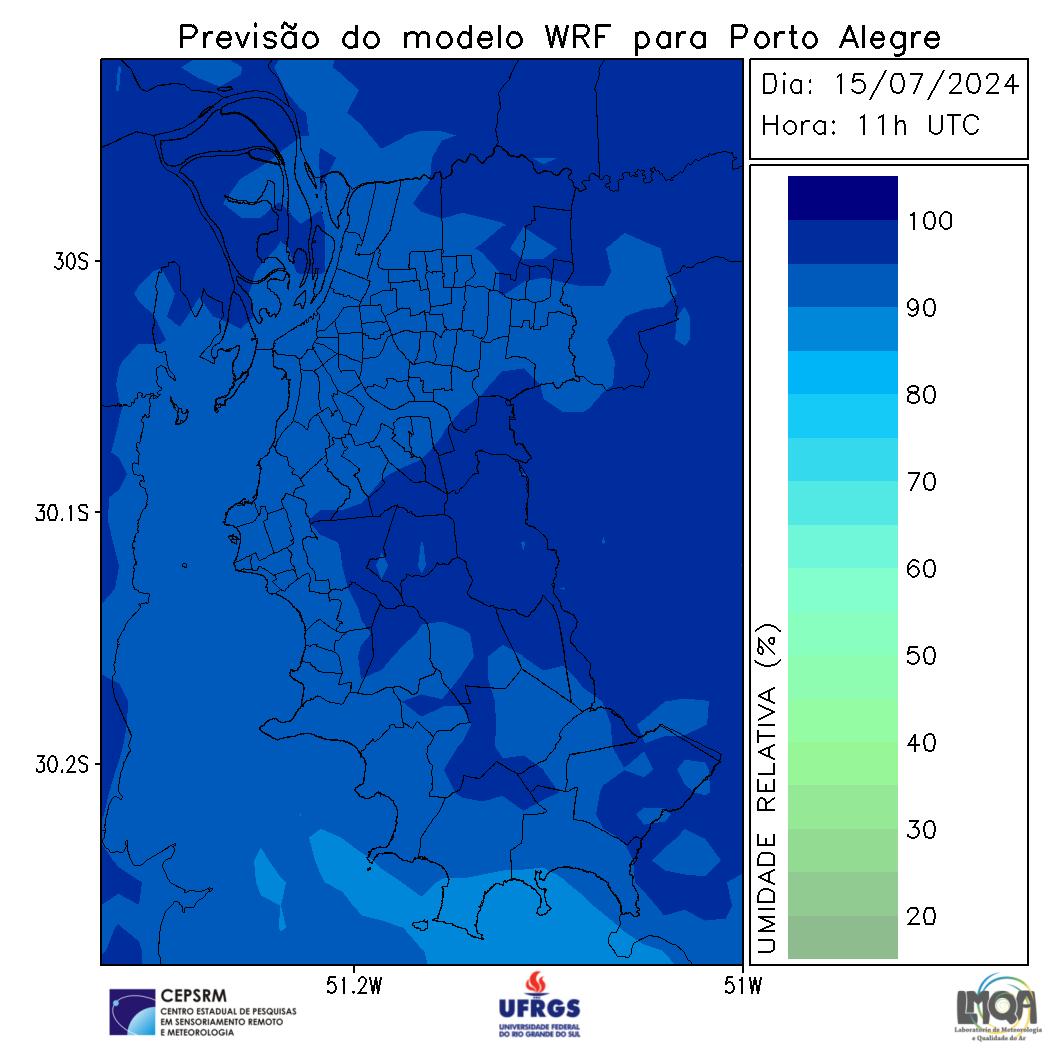 Previsão do modelo WRF para Porto Alegre
Dia: 15/07/2024
Hora: 11h UTC
30S
30.1S
30.2S
51.2W
51W
UMIDADE RELATIVA (%)
100
90
80
70
60
50
40
30
20
CEPSRM
CENTRO ESTADUAL DE PESQUISAS
EM SENSORIAMENTO REMOTO
E METEOROLOGIA
UFRGS
UNIVERSIDADE FEDERAL
DO RIO GRANDE DO SUL
LMQA
Laboratório de Meteorologia
e Qualidade do Ar